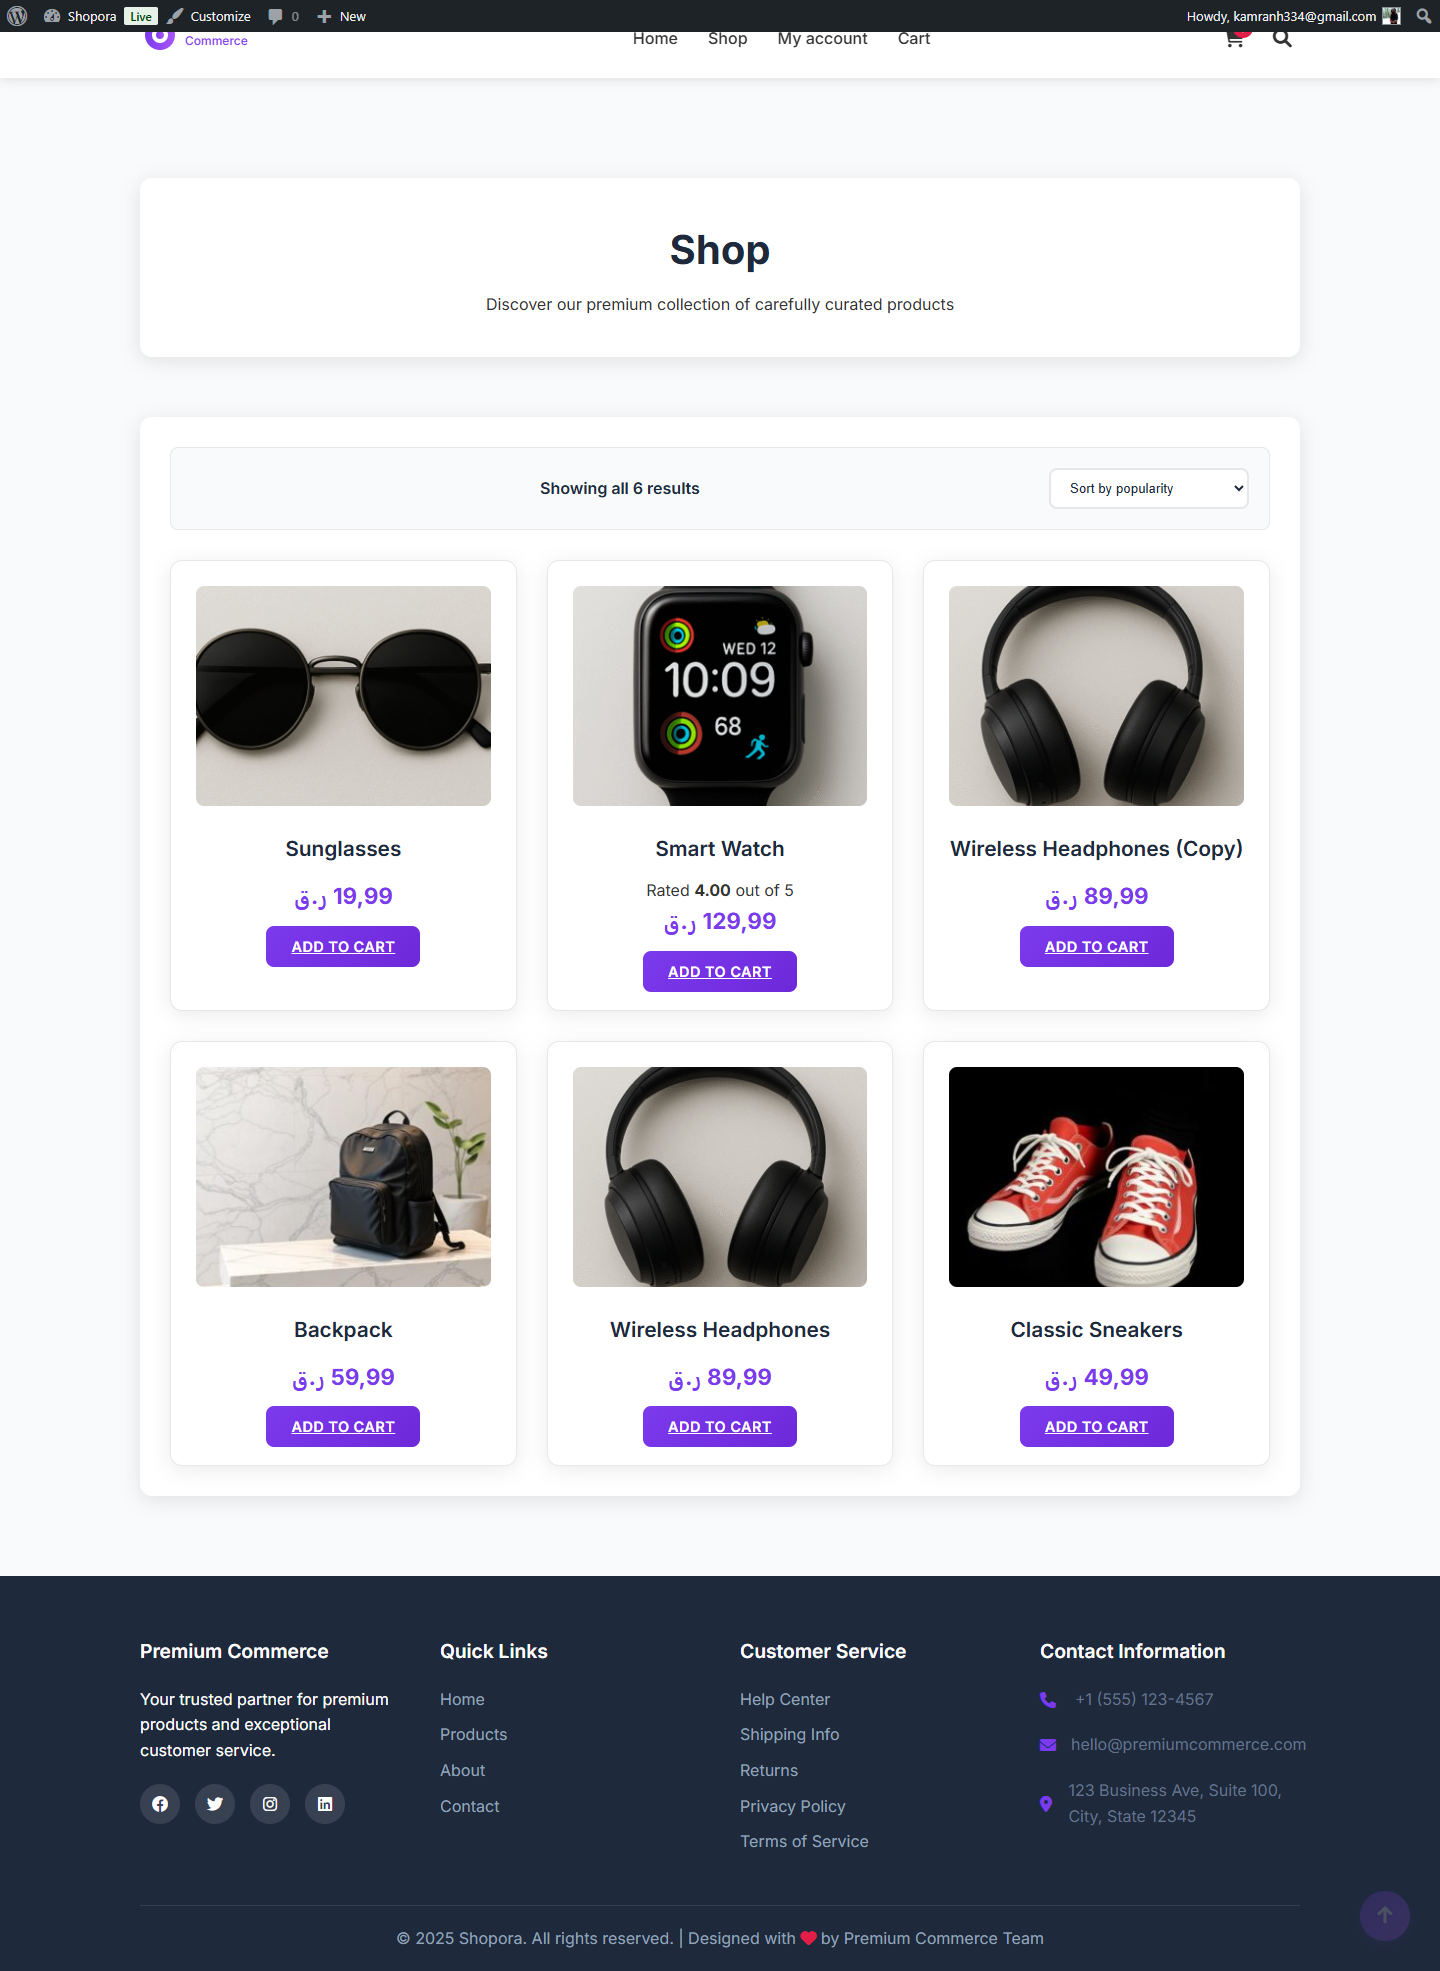 Shopora Live Customize 0 New Howdy, kamranh334@gmail.com
Commerce
Home Shop My account Cart
Shop
Discover our premium collection of carefully curated products
Showing all 6 results
Sort by popularity
WED 12
10:09
68
Sunglasses
Smart Watch
Wireless Headphones (Copy)
19,99 ر.ق
Rated 4.00 out of 5
129,99 ر.ق
89,99 ر.ق
ADD TO CART
ADD TO CART
ADD TO CART
Backpack
Wireless Headphones
Classic Sneakers
59,99 ر.ق
89,99 ر.ق
49,99 ر.ق
ADD TO CART
ADD TO CART
ADD TO CART
Premium Commerce
Your trusted partner for premium
products and exceptional
customer service.
Quick Links
Home
Products
About
Contact
Customer Service
Help Center
Shipping Info
Returns
Privacy Policy
Terms of Service
Contact Information
+1 (555) 123-4567
hello@premiumcommerce.com
123 Business Ave, Suite 100,
City, State 12345
© 2025 Shopora. All rights reserved. | Designed with ❤ by Premium Commerce Team